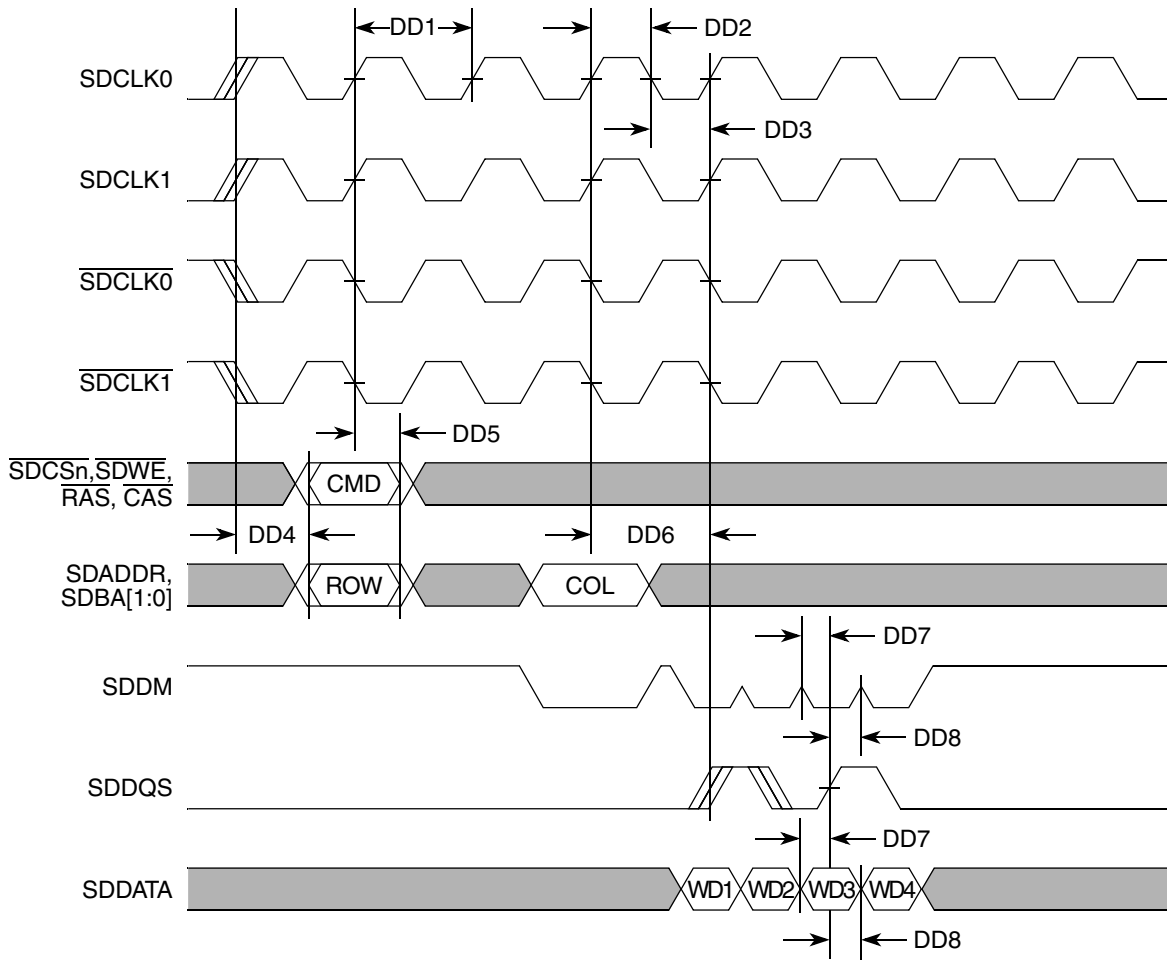 DD1
DD2
SDCLK0
DD3
SDCLK1
SDCLK0
SDCLK1
DD5
SDCSn,SDWE,
RAS, CAS
CMD
DD4
DD6
SDADDR,
SDBA[1:0]
ROW
COL
DD7
SDDM
DD8
SDDQS
DD7
SDDATA
WD1
WD2
WD3
WD4
DD8